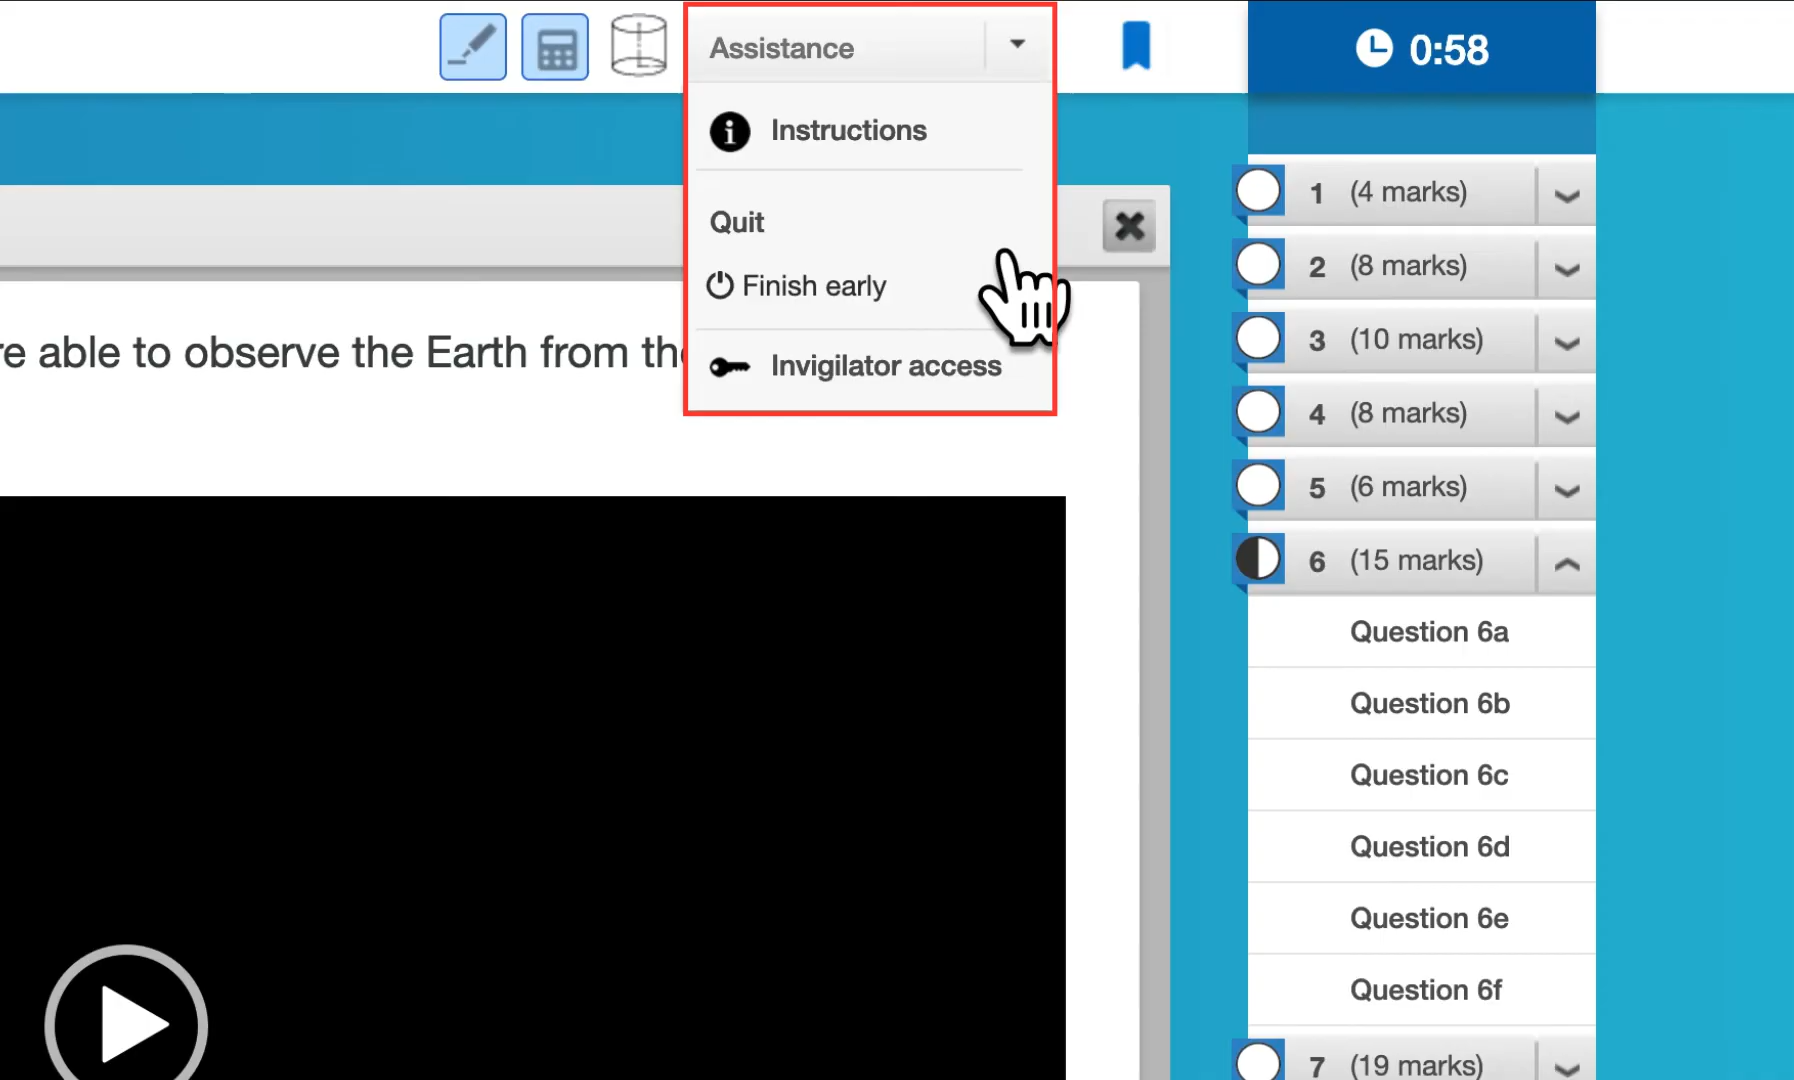 Assistance
0:58
Instructions
Quit
Finish early
Invigilator access
re able to observe the Earth from the
1 (4 marks)
2 (8 marks)
3 (10 marks)
4 (8 marks)
5 (6 marks)
6 (15 marks)
Question 6a
Question 6b
Question 6c
Question 6d
Question 6e
Question 6f
7 (19 marks)